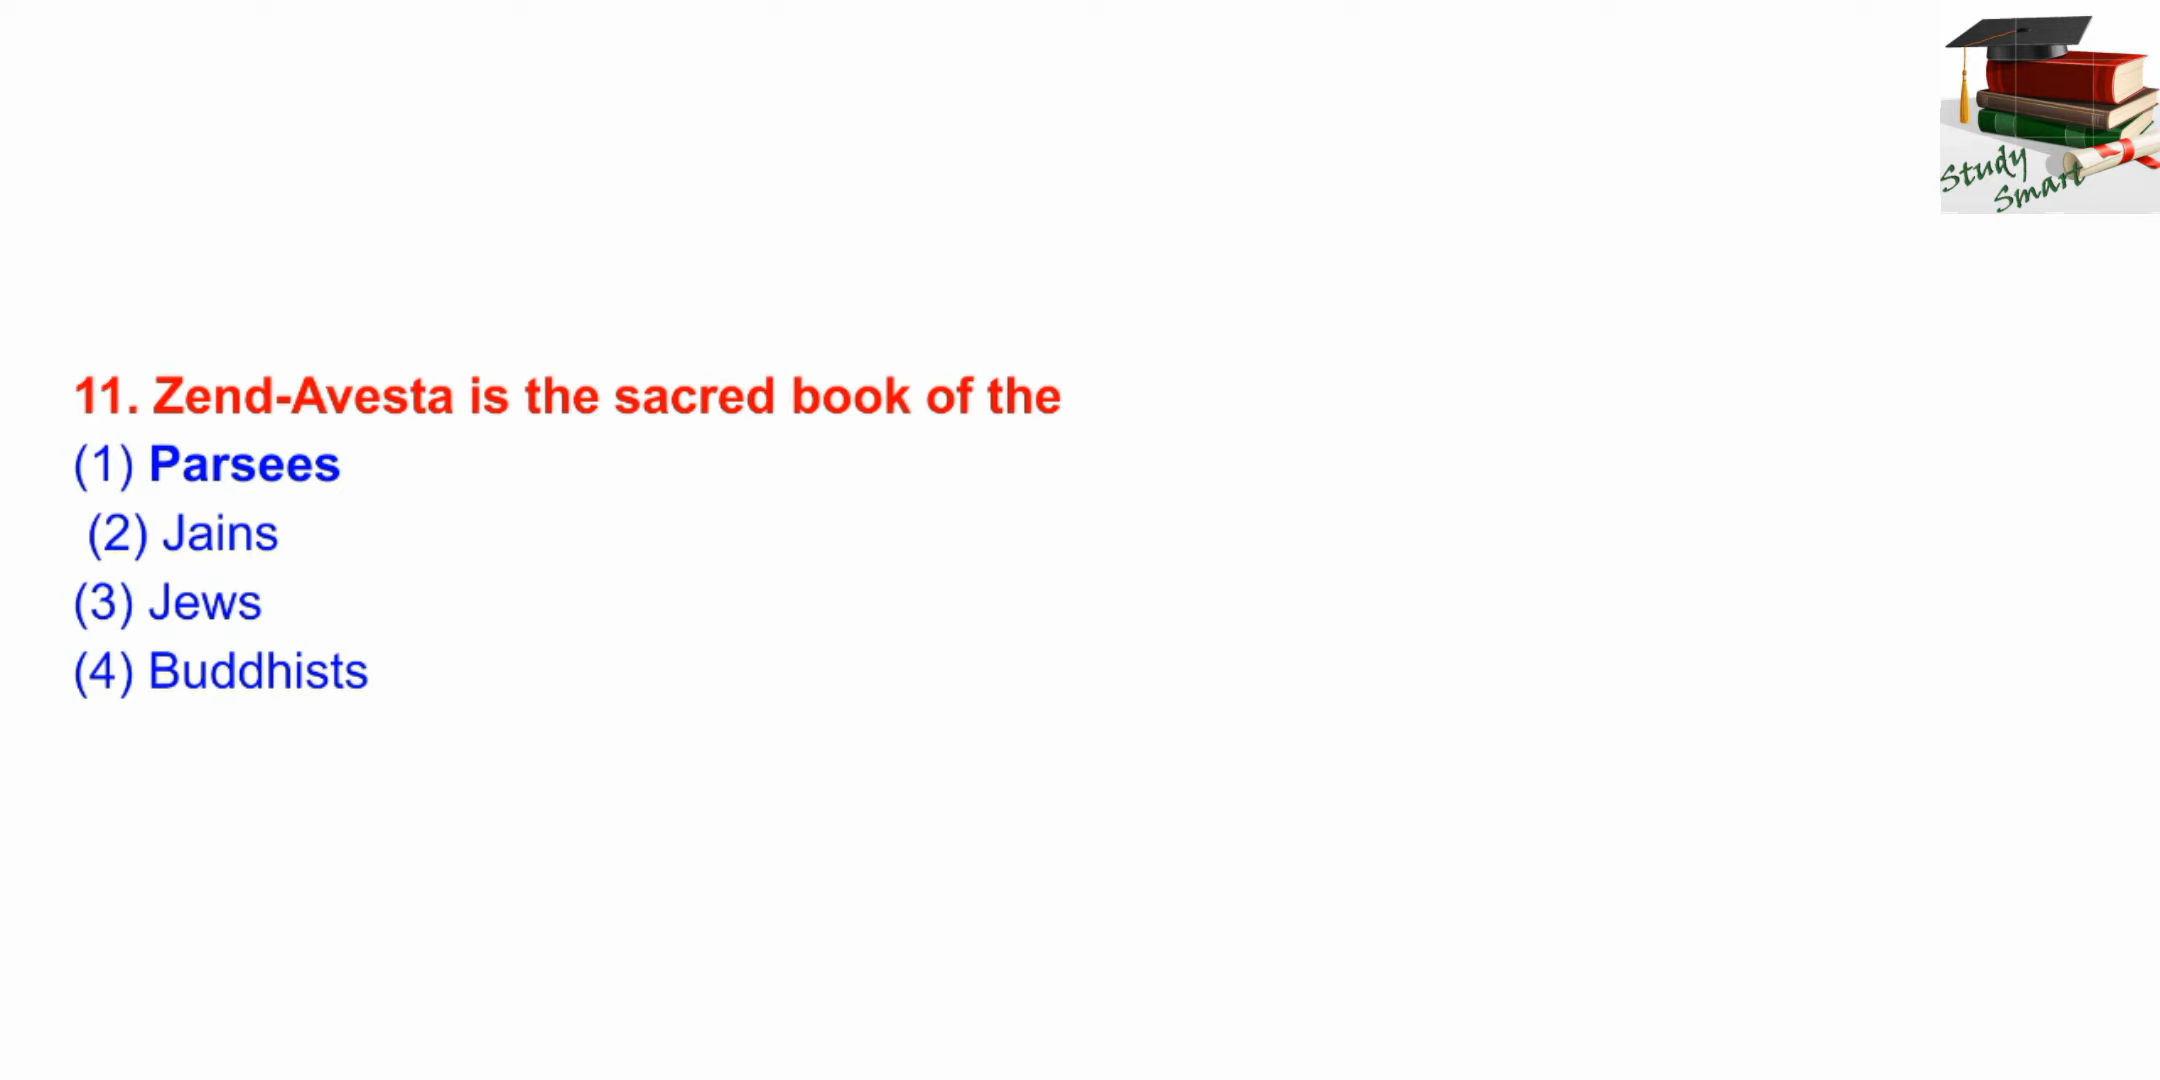 11. Zend-Avesta is the sacred book of the
(1) Parsees
(2) Jains
(3) Jews
(4) Buddhists
Study
Smart